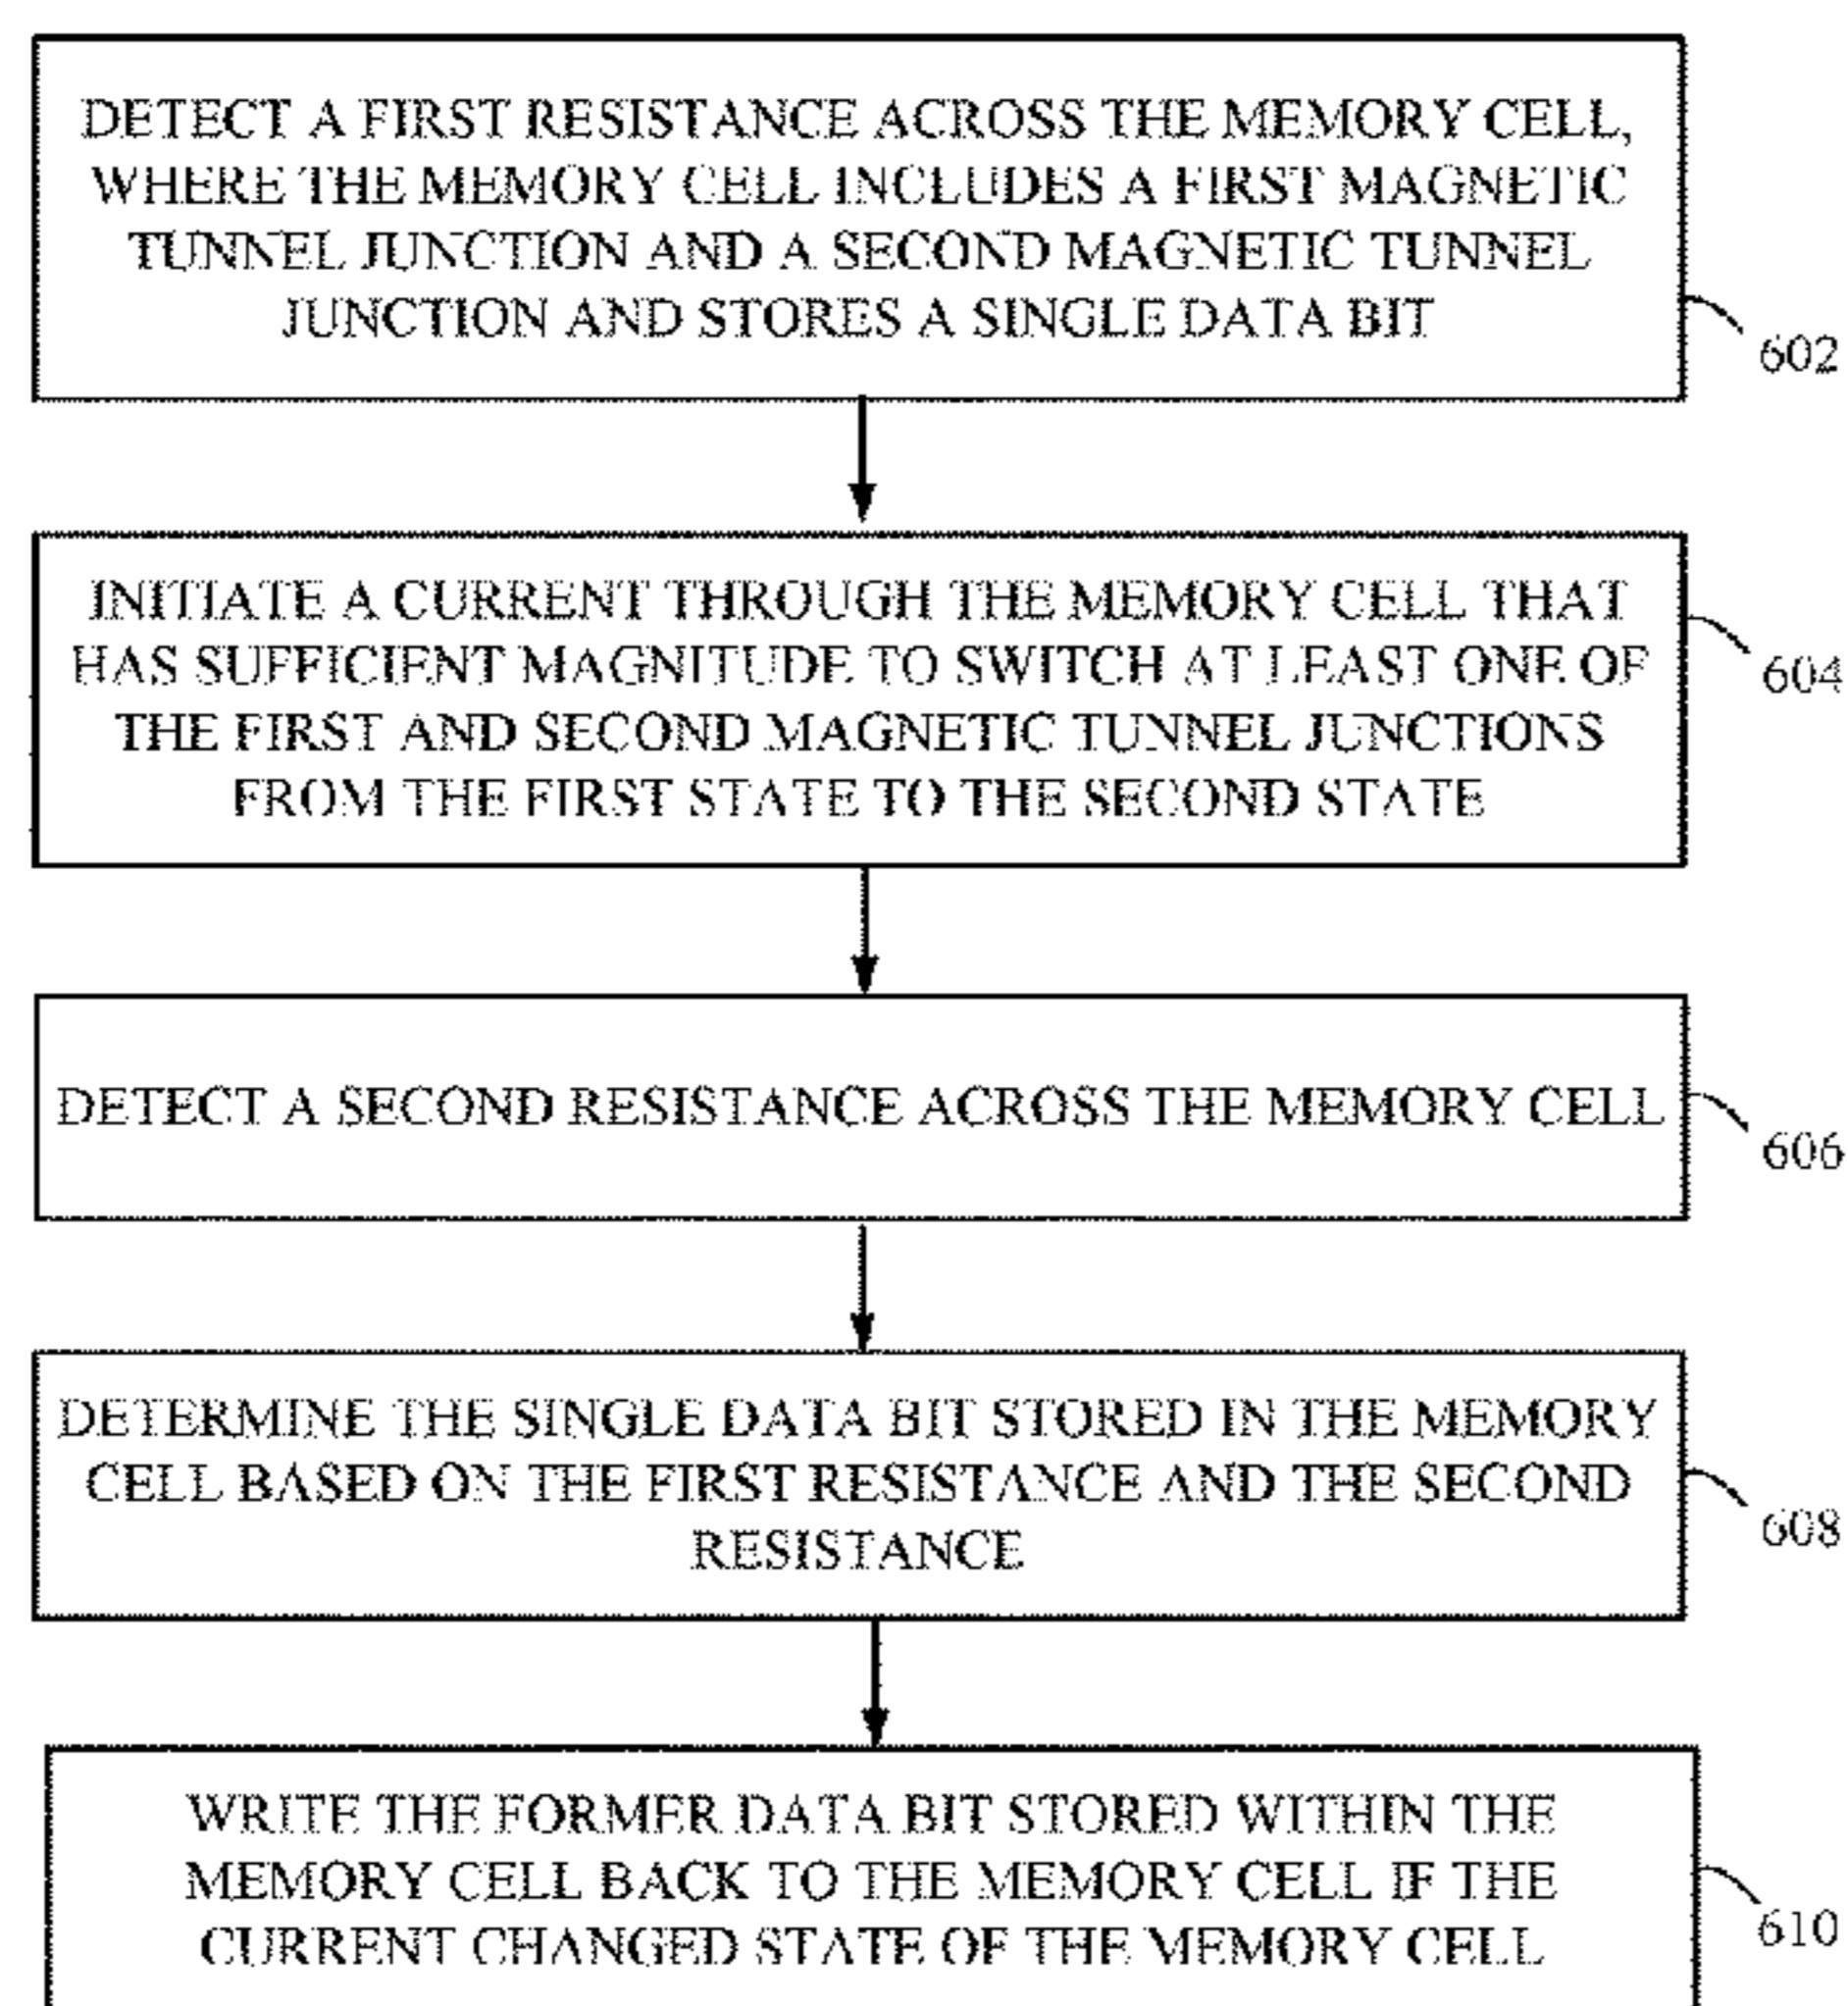 DETECT A FIRST RESISTANCE ACROSS THE MEMORY CELL,
WHERE THE MEMORY CELL INCLUDES A FIRST MAGNETIC
TUNNEL JUNCTION AND A SECOND MAGNETIC TUNNEL
JUNCTION AND STORES A SINGLE DATA BIT
602
INITIATE A CURRENT THROUGH THE MEMORY CELL THAT
HAS SUFFICIENT MAGNITUDE TO SWITCH AT LEAST ONE OF
THE FIRST AND SECOND MAGNETIC TUNNEL JUNCTIONS
FROM THE FIRST STATE TO THE SECOND STATE
604
DETECT A SECOND RESISTANCE ACROSS THE MEMORY CELL
606
DETERMINE THE SINGLE DATA BIT STORED IN THE MEMORY
CELL BASED ON THE FIRST RESISTANCE AND THE SECOND
RESISTANCE
608
WRITE THE FORMER DATA BIT STORED WITHIN THE
MEMORY CELL BACK TO THE MEMORY CELL IF THE
CURRENT CHANGED STATE OF THE MEMORY CELL
610